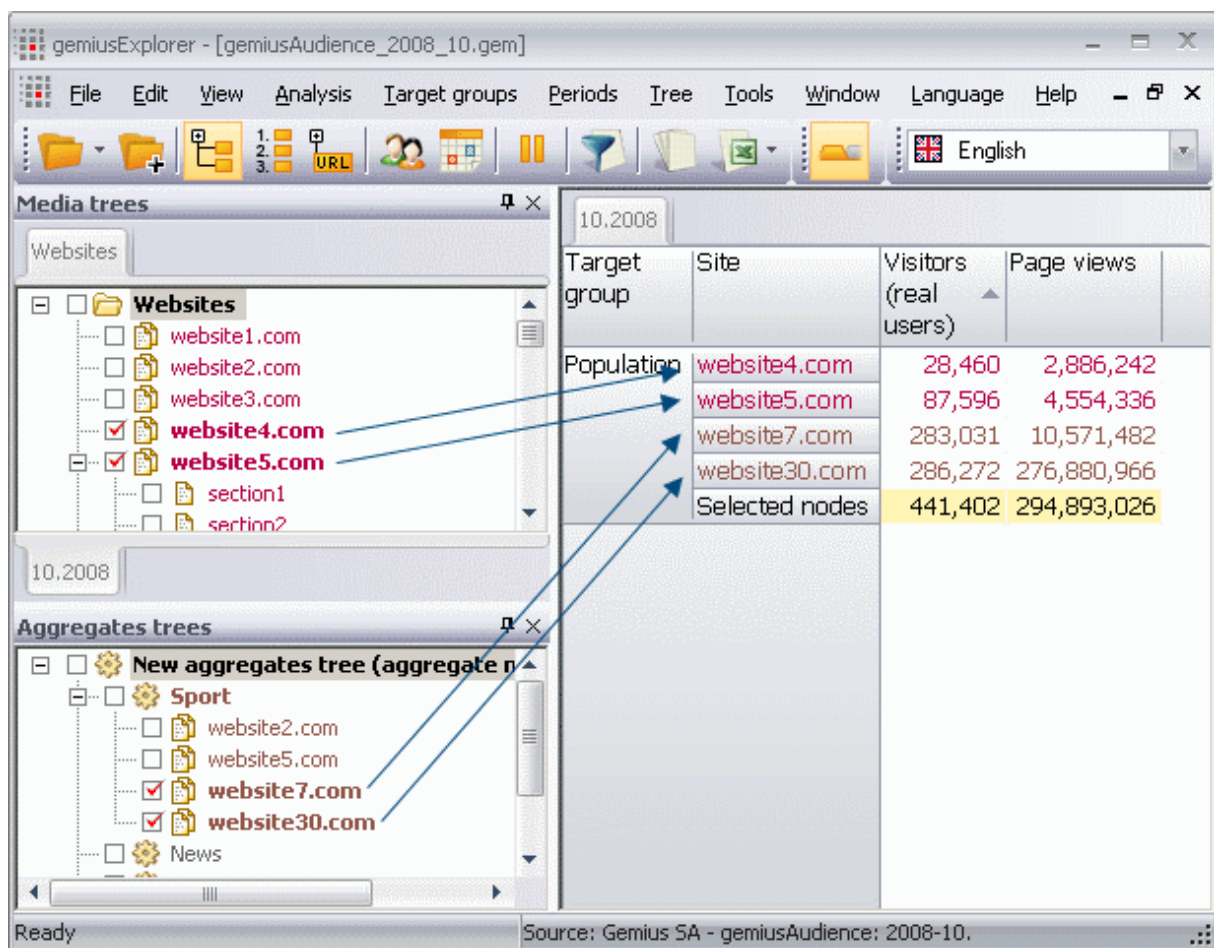 gemiusExplorer - [gemiusAudience_2008_10.gem]
File Edit View Analysis Target groups Periods Tree Tools Window Language Help
1. 2. 3. URL English
Media trees
Websites
Websites
website1.com
website2.com
website3.com
website4.com
website5.com
section1
section2
10.2008
Aggregates trees
New aggregates tree (aggregate
Sport
website2.com
website5.com
website7.com
website30.com
News
10.2008
Target group Site Visitors (real users) Page views
Population website4.com 28,460 2,886,242
website5.com 87,596 4,554,336
website7.com 283,031 10,571,482
website30.com 286,272 276,880,966
Selected nodes 441,402 294,893,026
Ready Source: Gemius SA - gemiusAudience: 2008-10.